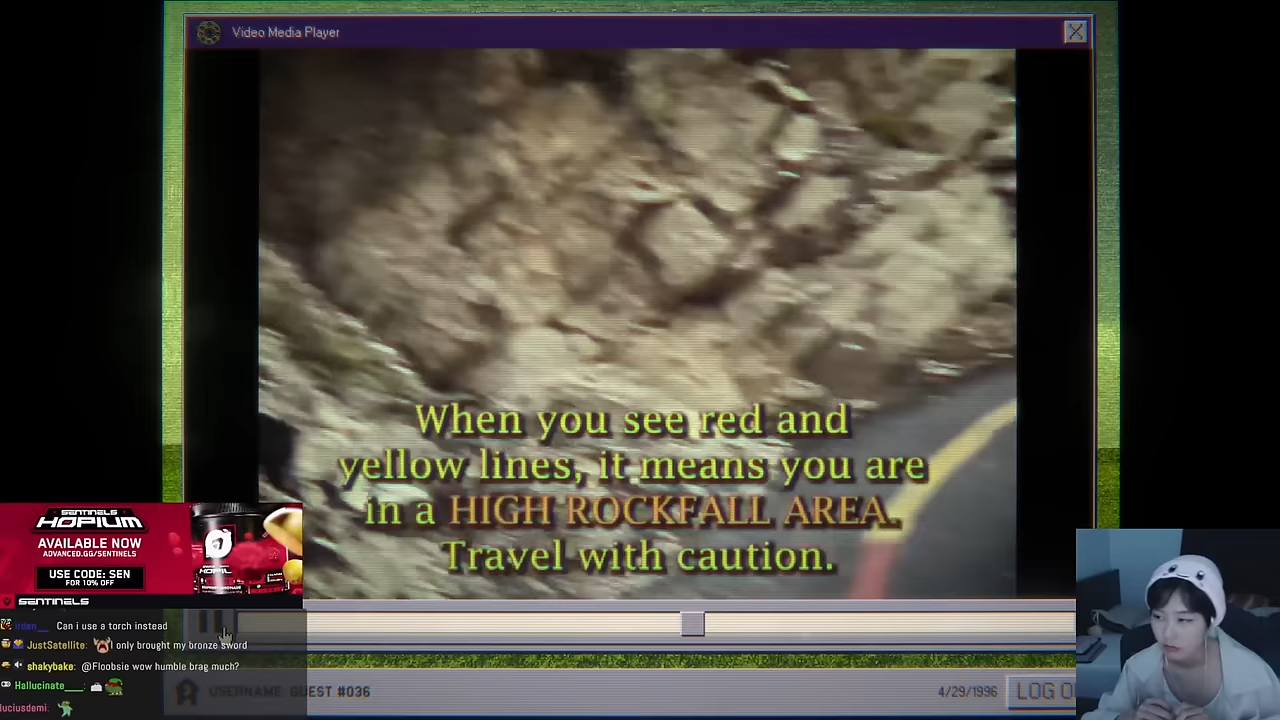 Video Media Player
When you see red and
yellow lines, it means you are
in a HIGH ROCKFALL AREA.
Travel with caution.
SENTINELS
HOPIUM
AVAILABLE NOW
ADVANCED.GG/SENTINELS
USE CODE: SEN
FOR 10% OFF
SENTINELS
irden__ Can i use a torch instead
JustSatellite: I only brought my bronze sword
shakybake: @Floobsie wow humble brag much?
Hallucinate___:
luciusdemi:
USERNAME: GUEST #036
4/29/1996
LOG O